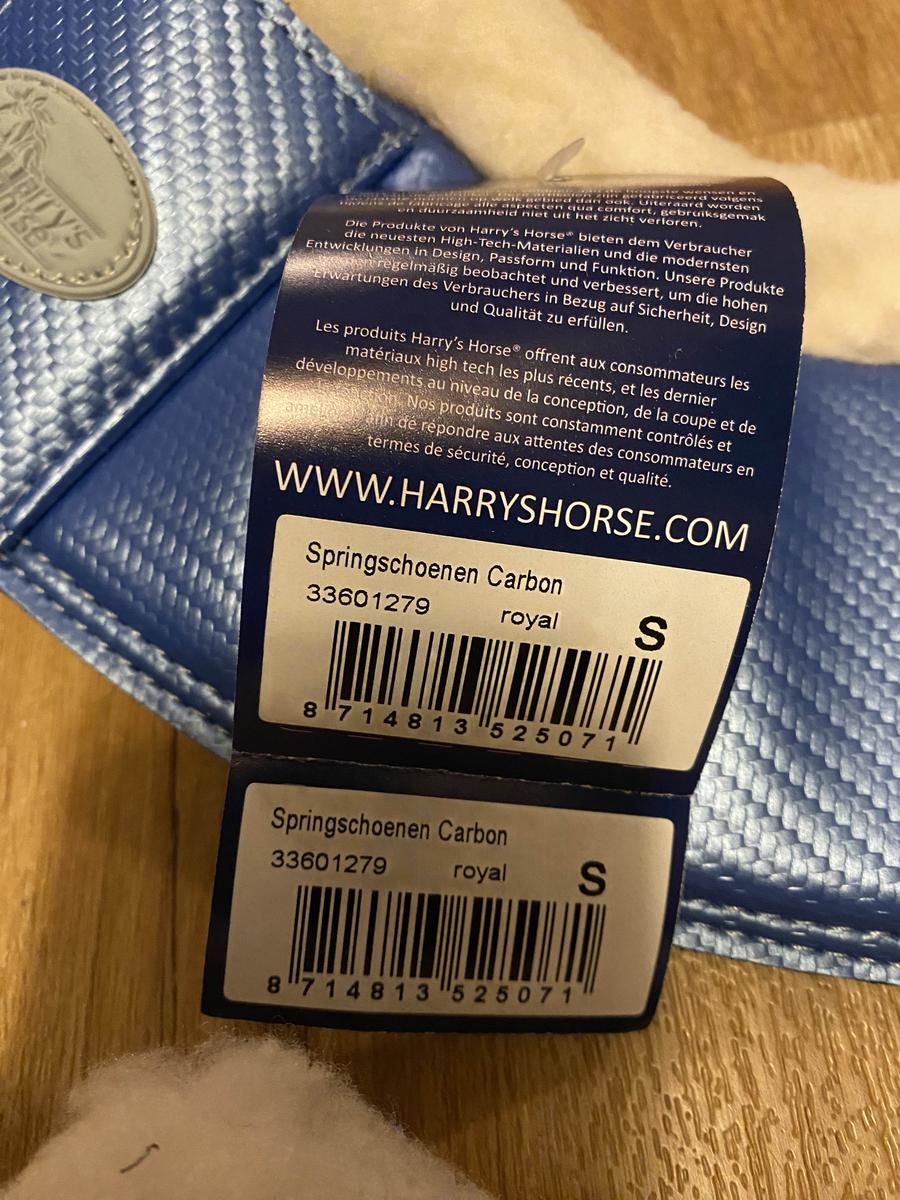 HARRY'S
en duurzaamheid niet uit het zicht verloren.
Die Produkte von Harry's Horse® bieten dem Verbraucher
die neuesten High-Tech-Materialien und die modernsten
Entwicklungen in Design, Passform und Funktion. Unsere Produkte
regelmäßig beobachtet und verbessert, um die hohen
Erwartungen des Verbrauchers in Bezug auf Sicherheit, Design
und Qualität zu erfüllen.
Les produits Harry's Horse® offrent aux consommateurs les
matériaux high tech les plus récents, et les dernier
développements au niveau de la conception, de la coupe et de
Nos produits sont constamment contrôlés et
afin de répondre aux attentes des consommateurs en
termes de sécurité, conception et qualité.
WWW.HARRYSHORSE.COM
Springschoenen Carbon
33601279 royal S
8 714813 525071
Springschoenen Carbon
33601279 royal S
8 714813 525071